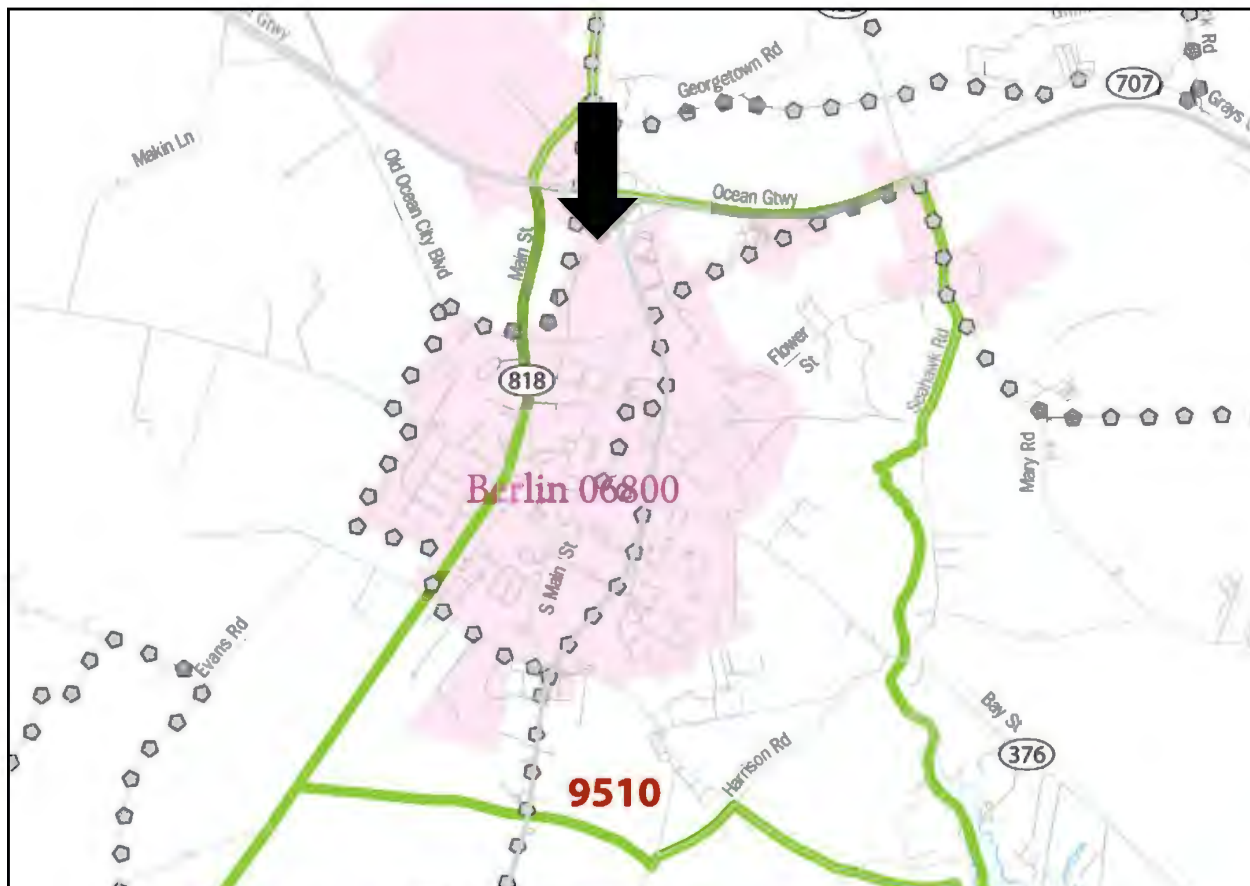 Gtwy
Georgetown Rd
707
Makin Ln
Old Ocean City Blvd
Ocean Gtwy
Main St
Flower
St
818
Seahawk Rd
Mary Rd
Berlin 06800
S Main St
Evans Rd
Bay St
376
Harrison Rd
9510